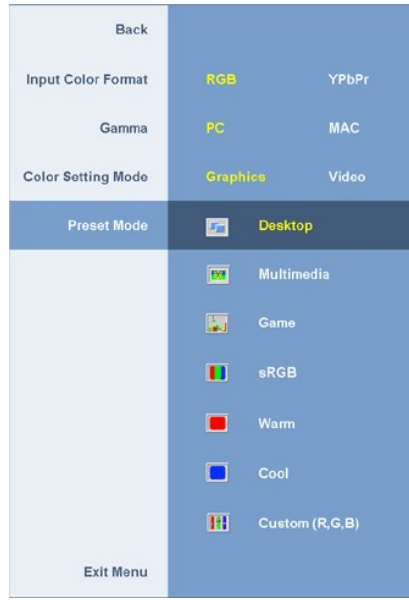 Back
Input Color Format RGB YPbPr
Gamma PC MAC
Color Setting Mode Graphics Video
Preset Mode Desktop
Multimedia
Game
sRGB
Warm
Cool
Custom (R,G,B)
Exit Menu